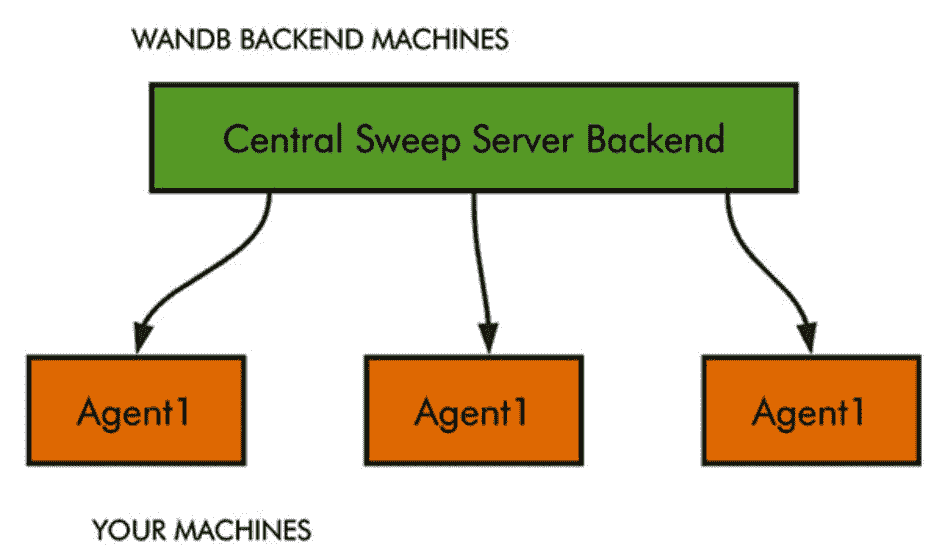 WANDB BACKEND MACHINES
Central Sweep Server Backend
Agent1
Agent1
Agent1
YOUR MACHINES